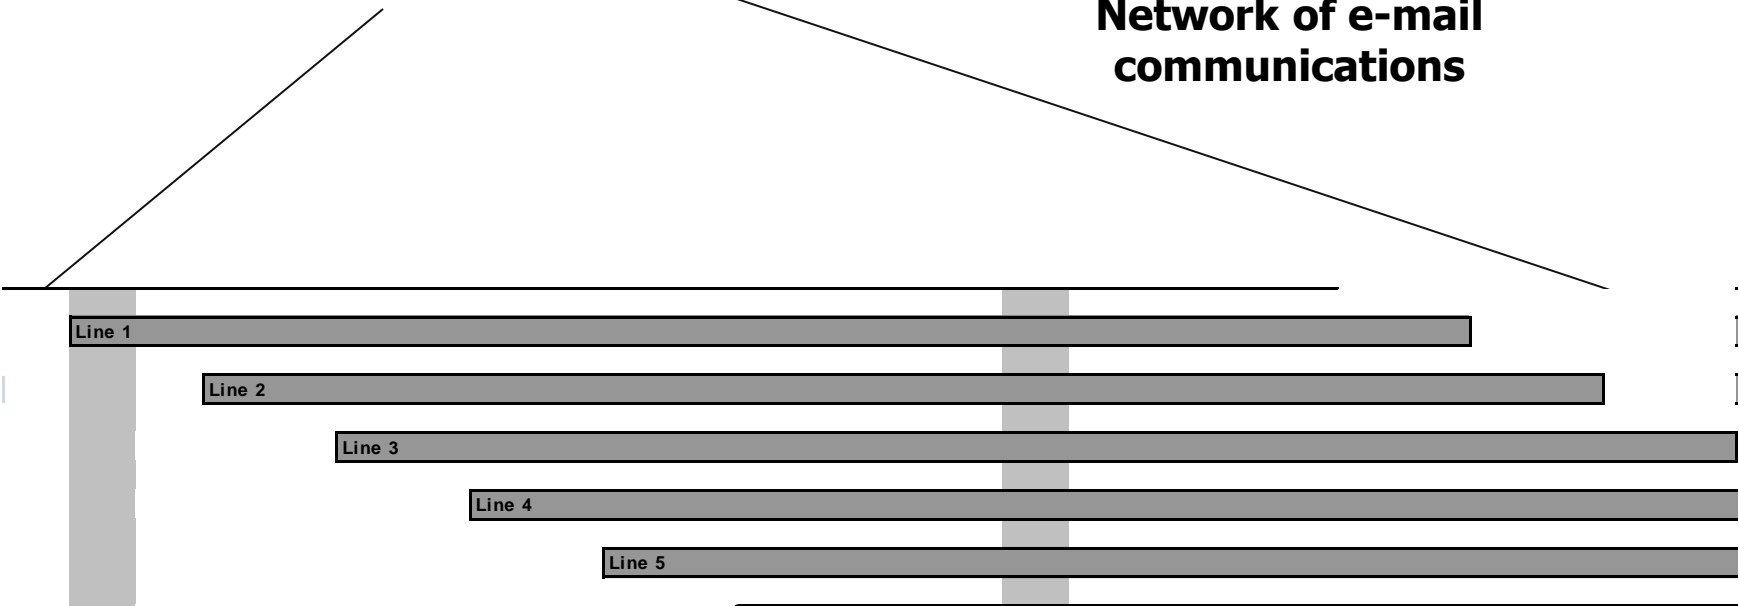 Network of e-mail
communications
Line 1
Line 2
Line 3
Line 4
Line 5